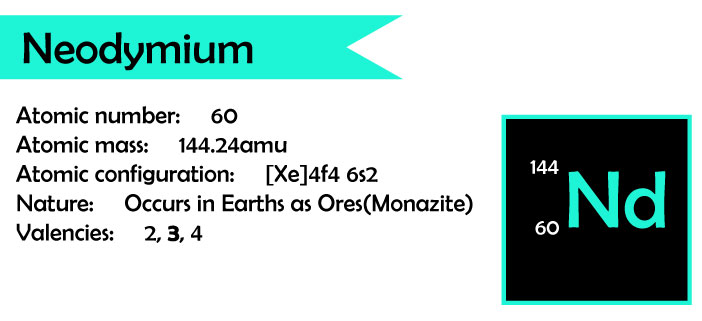 Neodymium
Atomic number: 60
Atomic mass: 144.24amu
Atomic configuration: [Xe]4f4 6s2
Nature: Occurs in Earths as Ores(Monazite)
Valencies: 2, 3, 4
144
Nd
60